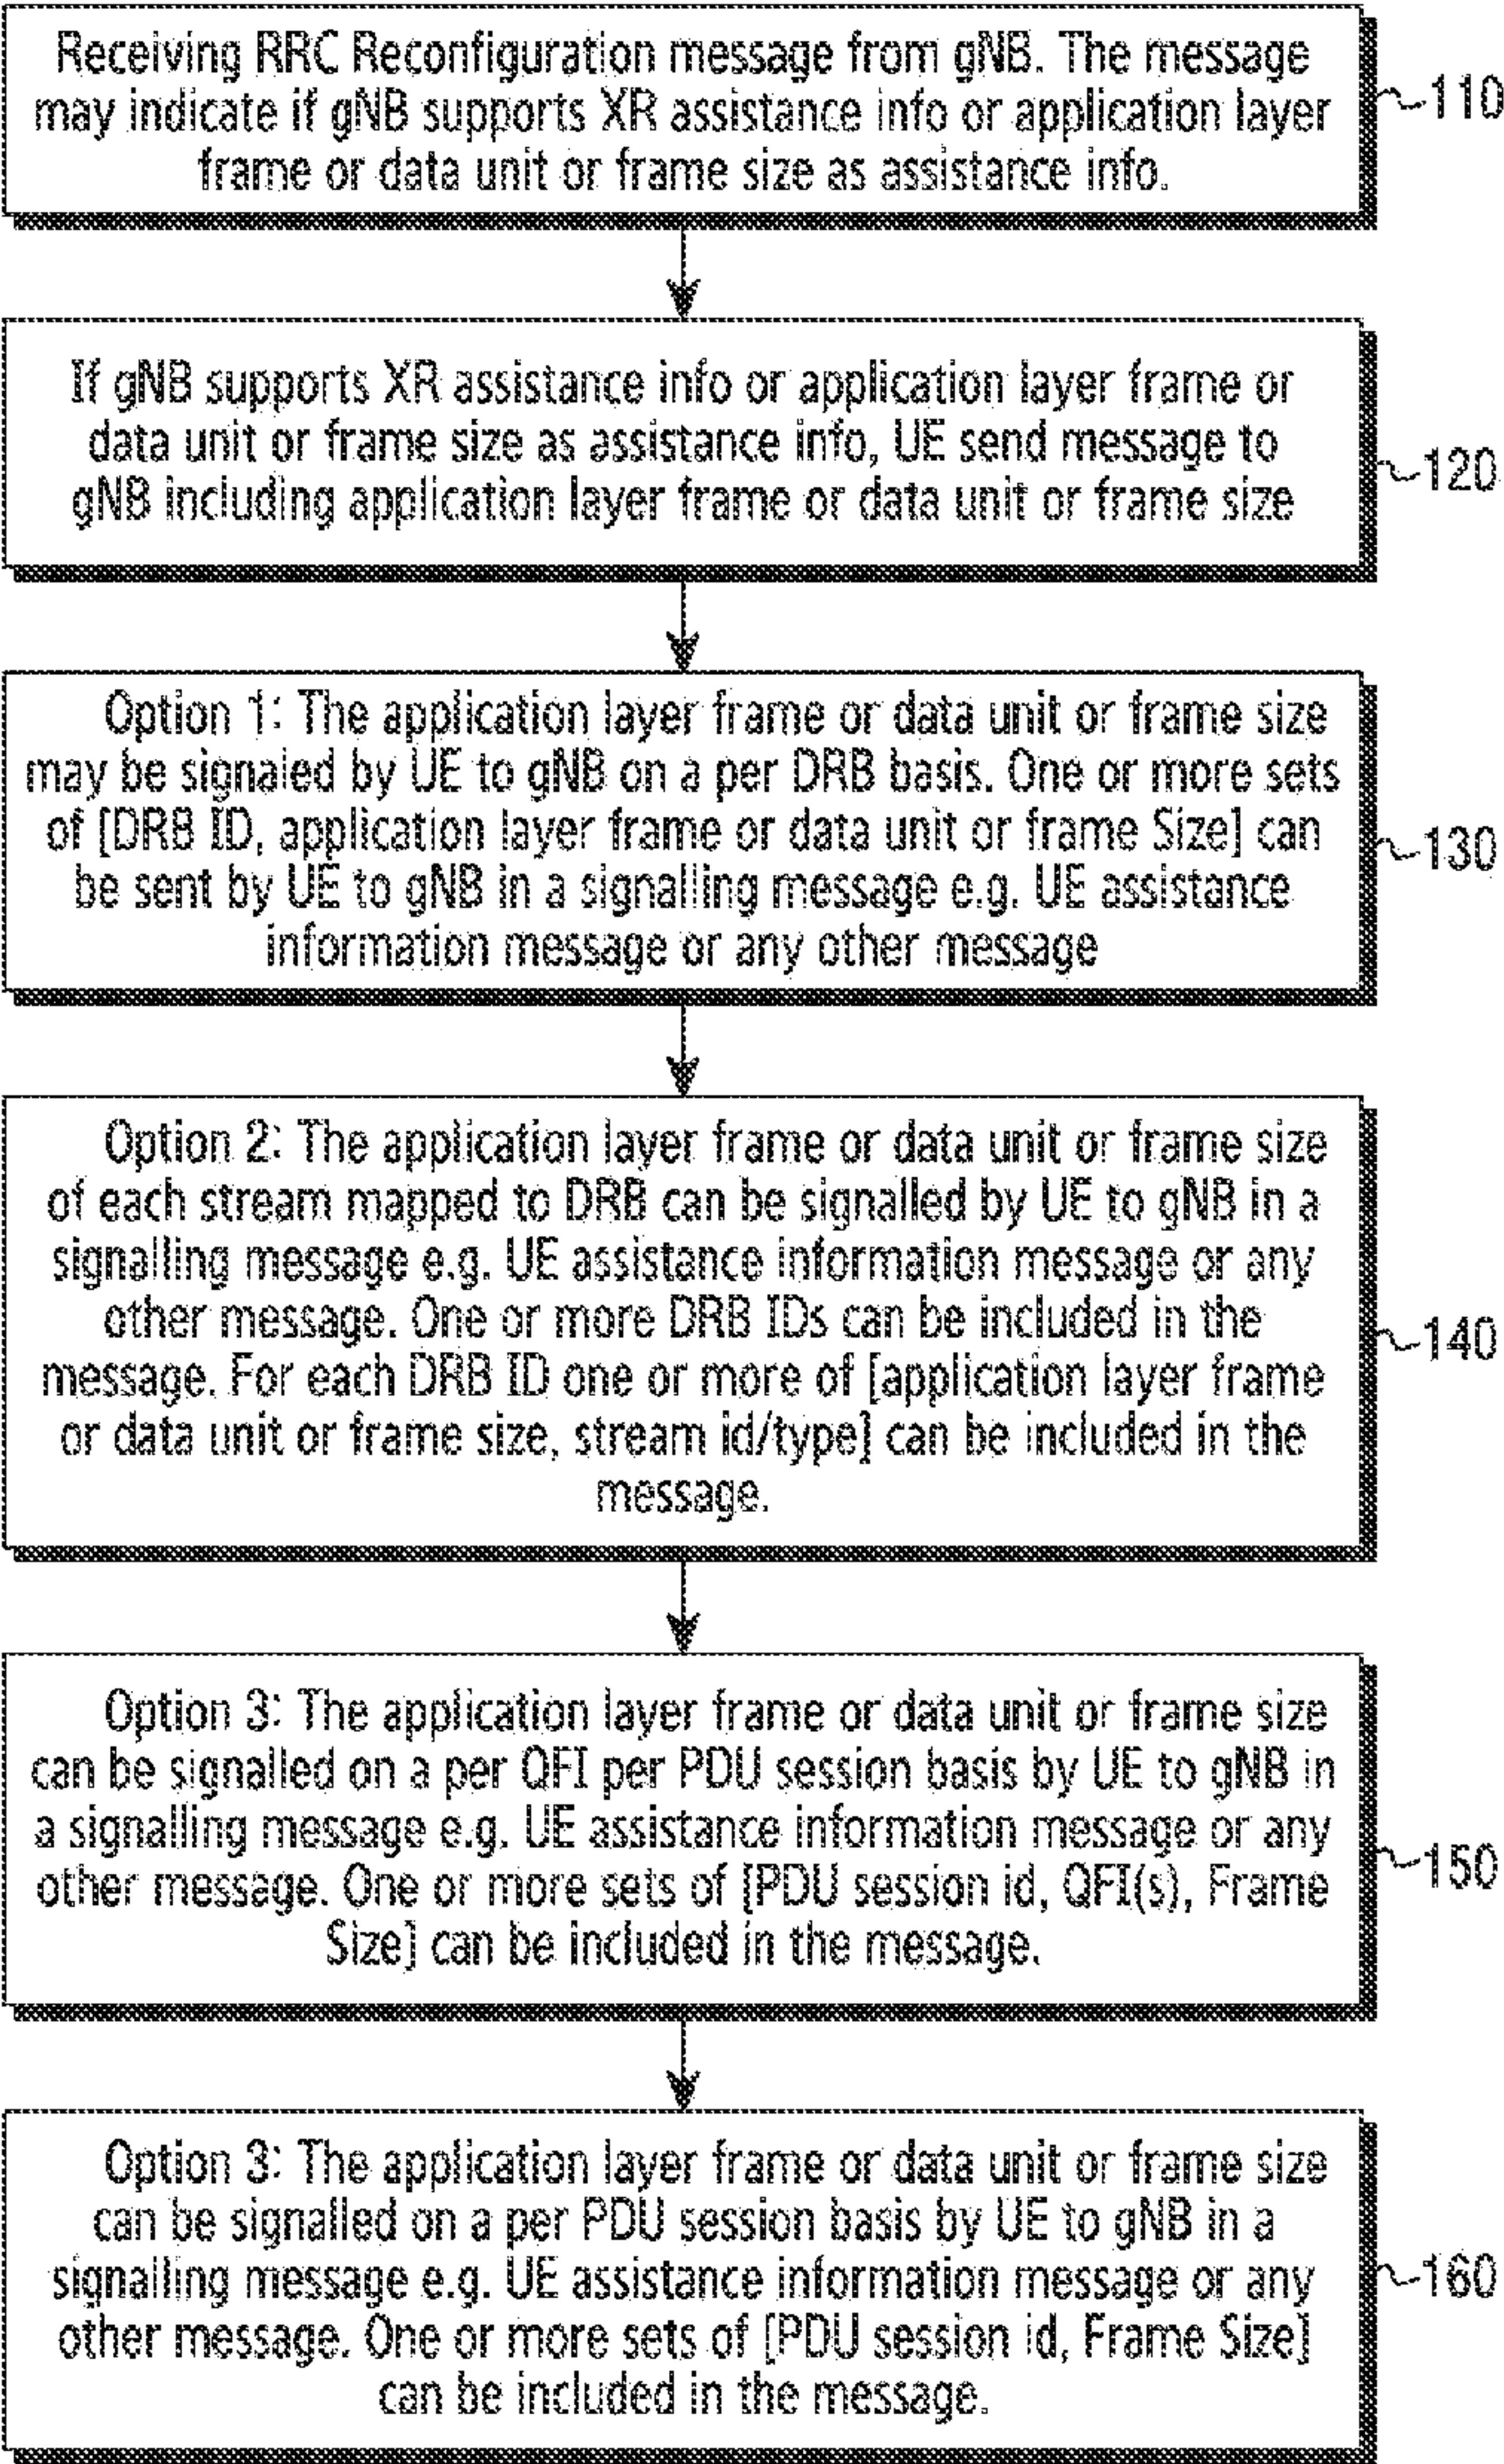 Receiving RRC Reconfiguration message from gNB. The message
may indicate if gNB supports XR assistance info or application layer
frame or data unit or frame size as assistance info.
110
If gNB supports XR assistance info or application layer frame or
data unit or frame size as assistance info, UE send message to
gNB including application layer frame or data unit or frame size
120
Option 1: The application layer frame or data unit or frame size
may be signaled by UE to gNB on a per DRB basis. One or more sets
of [DRB ID, application layer frame or data unit or frame Size] can
be sent by UE to gNB in a signalling message e.g. UE assistance
information message or any other message
130
Option 2: The application layer frame or data unit or frame size
of each stream mapped to DRB can be signalled by UE to gNB in a
signalling message e.g. UE assistance information message or any
other message. One or more DRB IDs can be included in the
message. For each DRB ID one or more of [application layer frame
or data unit or frame size, stream id/type] can be included in the
message.
140
Option 3: The application layer frame or data unit or frame size
can be signalled on a per QFI per PDU session basis by UE to gNB in
a signalling message e.g. UE assistance information message or any
other message. One or more sets of [PDU session id, QFI(s), Frame
Size] can be included in the message.
150
Option 3: The application layer frame or data unit or frame size
can be signalled on a per PDU session basis by UE to gNB in a
signalling message e.g. UE assistance information message or any
other message. One or more sets of [PDU session id, Frame Size]
can be included in the message.
160